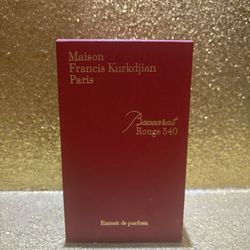 Maison
Francis Kurkdjian
Paris
Baccarat
Rouge 540
Extrait de parfum